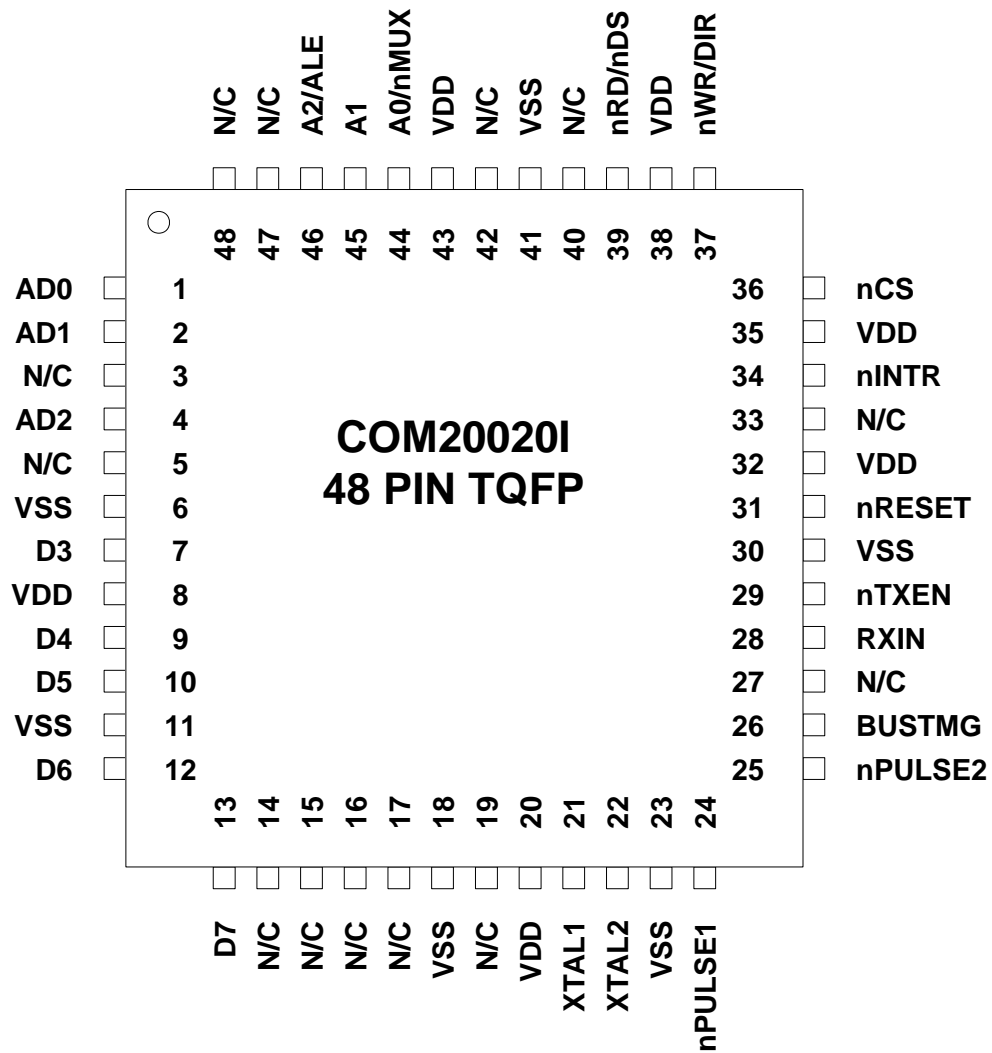 N/C N/C A2/ALE A1 A0/nMUX VDD N/C VSS N/C nRD/nDS VDD nWR/DIR
48 47 46 45 44 43 42 41 40 39 38 37
AD0 1 36 nCS
AD1 2 35 VDD
N/C 3 34 nINTR
AD2 4 33 N/C
COM20020I
N/C 5 32 VDD
48 PIN TQFP
VSS 6 31 nRESET
D3 7 30 VSS
VDD 8 29 nTXEN
D4 9 28 RXIN
D5 10 27 N/C
VSS 11 26 BUSTMG
D6 12 25 nPULSE2
13 14 15 16 17 18 19 20 21 22 23 24
D7 N/C N/C N/C N/C VSS N/C VDD XTAL1 XTAL2 VSS nPULSE1